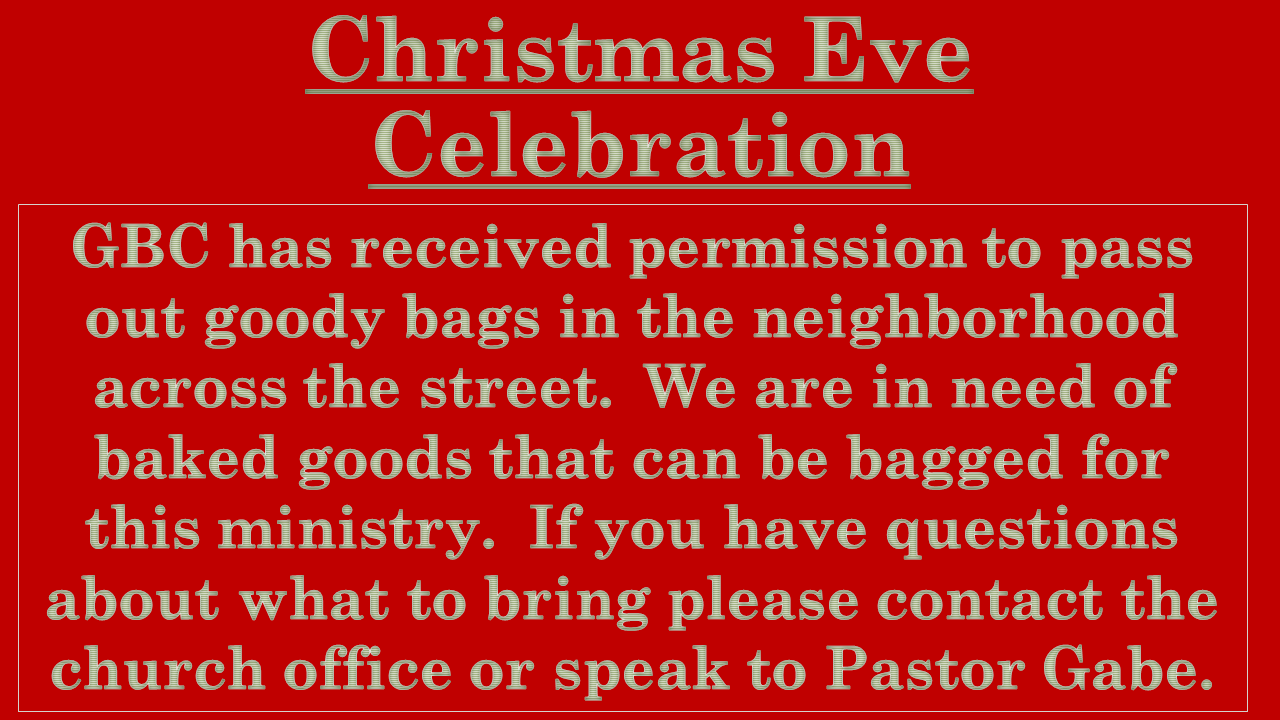 Christmas Eve
Celebration
GBC has received permission to pass
out goody bags in the neighborhood
across the street.  We are in need of
baked goods that can be bagged for
this ministry.  If you have questions
about what to bring please contact the
church office or speak to Pastor Gabe.